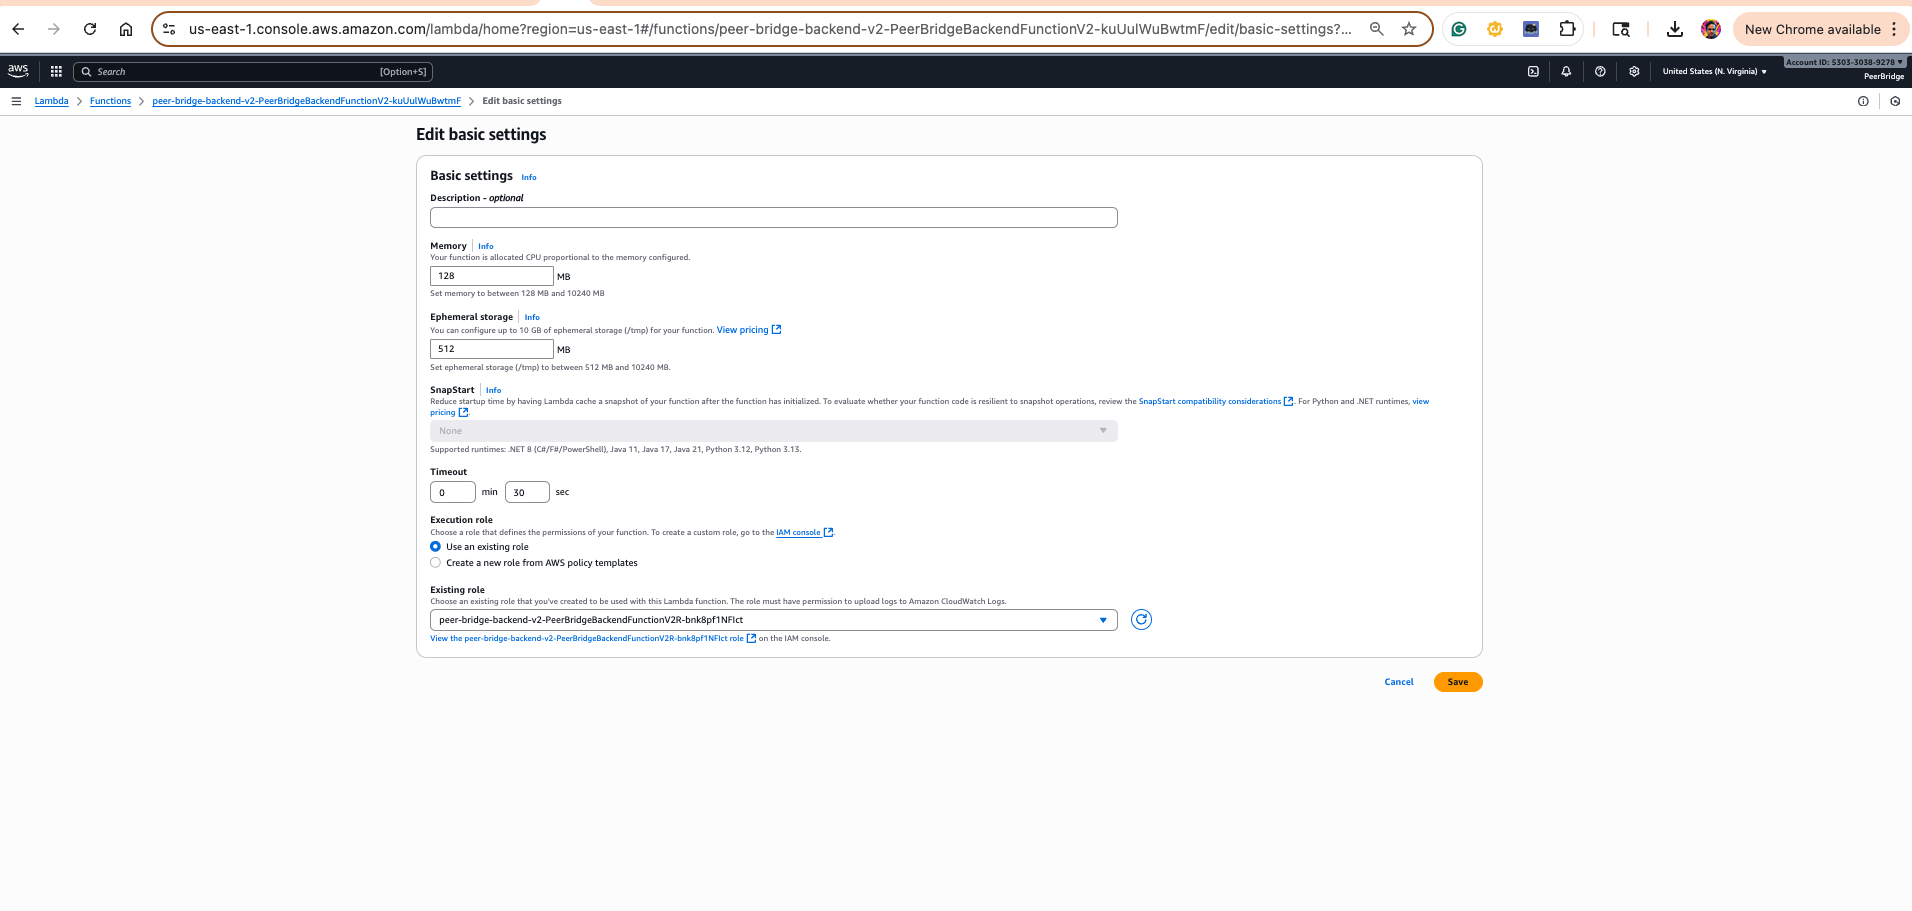 us-east-1.console.aws.amazon.com/lambda/home?region=us-east-1#/functions/peer-bridge-backend-v2-PeerBridgeBackendFunctionV2-kuUulWuBwtmF/edit/basic-settings?...
New Chrome available
aws
Search
[Option+S]
United States (N. Virginia)
Account ID: 5303-3038-9278
PeerBridge
Lambda > Functions > peer-bridge-backend-v2-PeerBridgeBackendFunctionV2-kuUulWuBwtmF > Edit basic settings
Edit basic settings
Basic settings Info
Description - optional
Memory Info
Your function is allocated CPU proportional to the memory configured.
128 MB
Set memory to between 128 MB and 10240 MB
Ephemeral storage Info
You can configure up to 10 GB of ephemeral storage (/tmp) for your function. View pricing
512 MB
Set ephemeral storage (/tmp) to between 512 MB and 10240 MB.
SnapStart Info
Reduce startup time by having Lambda cache a snapshot of your function after the function has initialized. To evaluate whether your function code is resilient to snapshot operations, review the SnapStart compatibility considerations . For Python and .NET runtimes, view
pricing .
None
Supported runtimes: .NET 8 (C#/F#/PowerShell), Java 11, Java 17, Java 21, Python 3.12, Python 3.13.
Timeout
0 min 30 sec
Execution role
Choose a role that defines the permissions of your function. To create a custom role, go to the IAM console .
Use an existing role
Create a new role from AWS policy templates
Existing role
Choose an existing role that you've created to be used with this Lambda function. The role must have permission to upload logs to Amazon CloudWatch Logs.
peer-bridge-backend-v2-PeerBridgeBackendFunctionV2R-bnk8pf1NFIct
View the peer-bridge-backend-v2-PeerBridgeBackendFunctionV2R-bnk8pf1NFIct role on the IAM console.
Cancel
Save